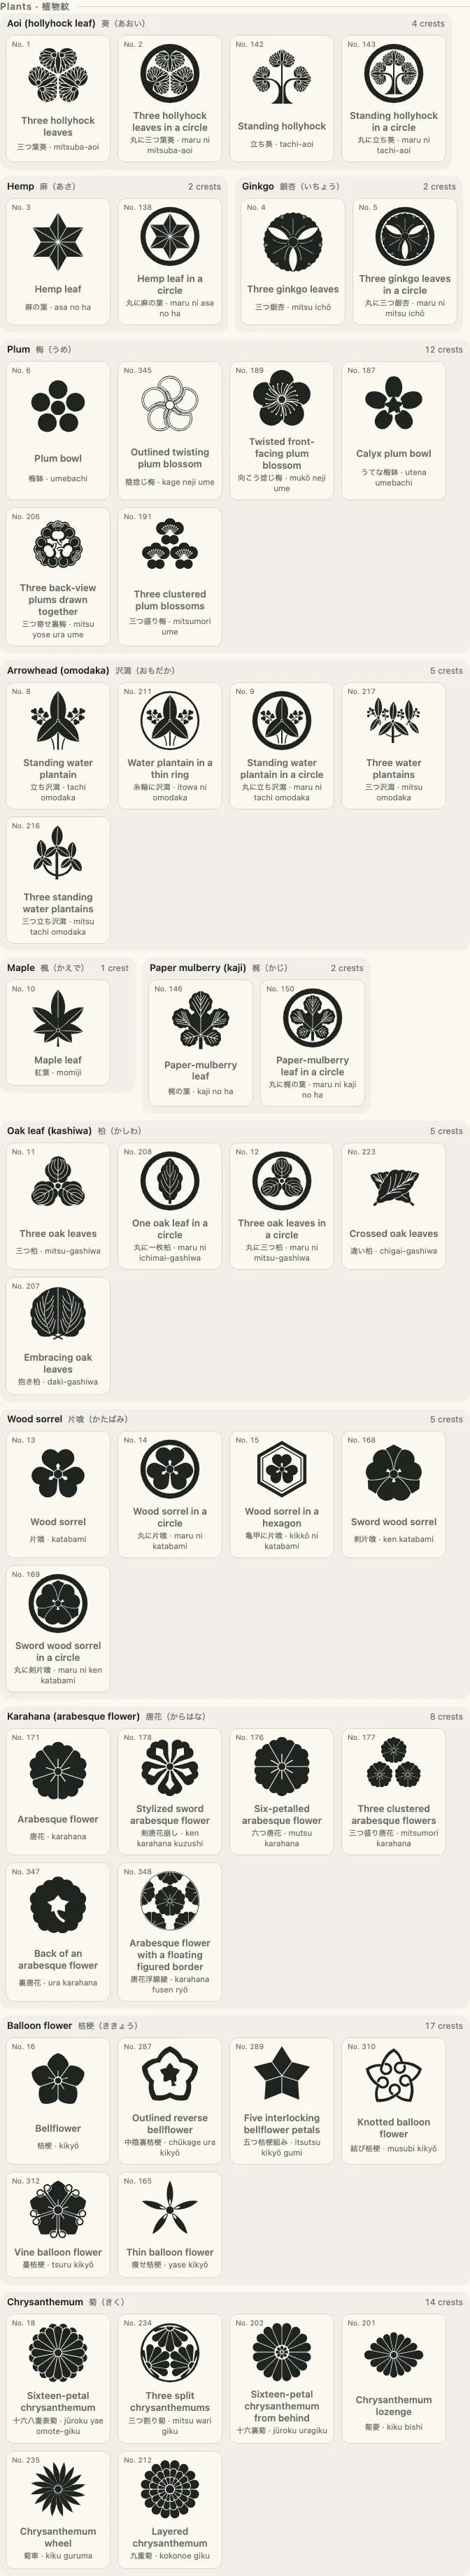 Plants · 植物紋
Aoi (hollyhock leaf) 葵（あおい） 4 crests
No. 1
Three hollyhock
leaves
三つ葉葵 · mitsuba-aoi
No. 2
Three hollyhock
leaves in a circle
丸に三つ葉葵 · maru ni
mitsuba-aoi
No. 142
Standing hollyhock
立ち葵 · tachi-aoi
No. 143
Standing hollyhock
in a circle
丸に立ち葵 · maru ni
tachi-aoi
Hemp 麻（あさ） 2 crests
No. 3
Hemp leaf
麻の葉 · asa no ha
No. 138
Hemp leaf in a
circle
丸に麻の葉 · maru ni asa
no ha
Ginkgo 銀杏（いちょう） 2 crests
No. 4
Three ginkgo leaves
三つ銀杏 · mitsu ichō
No. 5
Three ginkgo leaves
in a circle
丸に三つ銀杏 · maru ni
mitsu ichō
Plum 梅（うめ） 12 crests
No. 6
Plum bowl
梅鉢 · umebachi
No. 345
Outlined twisting
plum blossom
陰捻じ梅 · kage neji ume
No. 189
Twisted front-
facing plum
blossom
向こう捻じ梅 · mukō neji
ume
No. 187
Calyx plum bowl
うてな梅鉢 · utena
umebachi
No. 206
Three back-view
plums drawn
together
三つ寄せ裏梅 · mitsu
yose ura ume
No. 191
Three clustered
plum blossoms
三つ盛り梅 · mitsumori
ume
Arrowhead (omodaka) 沢瀉（おもだか） 5 crests
No. 8
Standing water
plantain
立ち沢瀉 · tachi
omodaka
No. 211
Water plantain in a
thin ring
糸輪に沢瀉 · itowa ni
omodaka
No. 9
Standing water
plantain in a circle
丸に立ち沢瀉 · maru ni
tachi omodaka
No. 217
Three water
plantains
三つ沢瀉 · mitsu
omodaka
No. 216
Three standing
water plantains
三つ立ち沢瀉 · mitsu
tachi omodaka
Maple 楓（かえで） 1 crest
No. 10
Maple leaf
紅葉 · momiji
Paper mulberry (kaji) 梶（かじ） 2 crests
No. 146
Paper-mulberry
leaf
梶の葉 · kaji no ha
No. 150
Paper-mulberry
leaf in a circle
丸に梶の葉 · maru ni kaji
no ha
Oak leaf (kashiwa) 柏（かしわ） 5 crests
No. 11
Three oak leaves
三つ柏 · mitsu-gashiwa
No. 208
One oak leaf in a
circle
丸に一枚柏 · maru ni
ichimai-gashiwa
No. 12
Three oak leaves in
a circle
丸に三つ柏 · maru ni
mitsu-gashiwa
No. 223
Crossed oak leaves
違い柏 · chigai-gashiwa
No. 207
Embracing oak
leaves
抱き柏 · daki-gashiwa
Wood sorrel 片喰（かたばみ） 5 crests
No. 13
Wood sorrel
片喰 · katabami
No. 14
Wood sorrel in a
circle
丸に片喰 · maru ni
katabami
No. 15
Wood sorrel in a
hexagon
亀甲に片喰 · kikkō ni
katabami
No. 168
Sword wood sorrel
剣片喰 · ken katabami
No. 169
Sword wood sorrel
in a circle
丸に剣片喰 · maru ni ken
katabami
Karahana (arabesque flower) 唐花（からはな） 8 crests
No. 171
Arabesque flower
唐花 · karahana
No. 178
Stylized sword
arabesque flower
剣唐花崩し · ken
karahana kuzushi
No. 176
Six-petalled
arabesque flower
六つ唐花 · mutsu
karahana
No. 177
Three clustered
arabesque flowers
三つ盛り唐花 · mitsumori
karahana
No. 347
Back of an
arabesque flower
裏唐花 · ura karahana
No. 348
Arabesque flower
with a floating
figured border
唐花浮線綾 · karahana
fusen ryō
Balloon flower 桔梗（ききょう） 17 crests
No. 16
Bellflower
桔梗 · kikyō
No. 287
Outlined reverse
bellflower
中陰裏桔梗 · chūkage ura
kikyō
No. 289
Five interlocking
bellflower petals
五つ桔梗組み · itsutsu
kikyō gumi
No. 310
Knotted balloon
flower
結び桔梗 · musubi kikyō
No. 312
Vine balloon flower
蔓桔梗 · tsuru kikyō
No. 165
Thin balloon flower
痩せ桔梗 · yase kikyō
Chrysanthemum 菊（きく） 14 crests
No. 18
Sixteen-petal
chrysanthemum
十六八重表菊 · jūroku yae
omote-giku
No. 234
Three split
chrysanthemums
三つ割り菊 · mitsu wari
giku
No. 202
Sixteen-petal
chrysanthemum
from behind
十六裏菊 · jūroku uragiku
No. 201
Chrysanthemum
lozenge
菊菱 · kiku bishi
No. 235
Chrysanthemum
wheel
菊車 · kiku guruma
No. 212
Layered
chrysanthemum
九重菊 · kokonoe giku